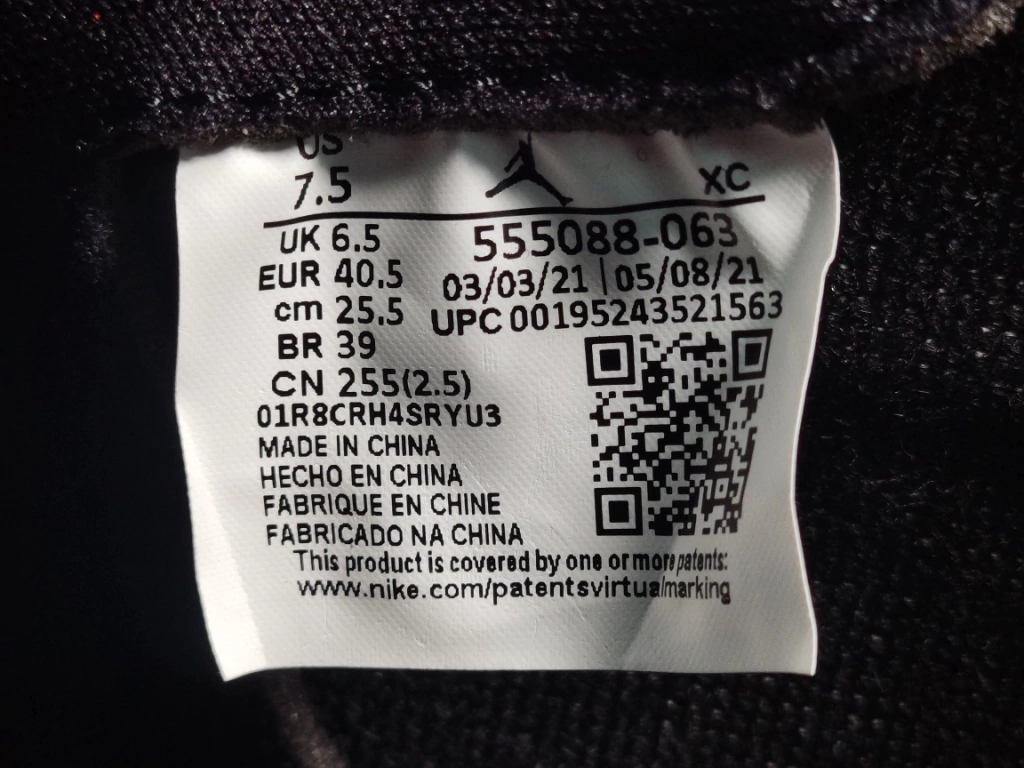 US
7.5 XC
UK 6.5
EUR 40.5
cm 25.5
BR 39
CN 255(2.5)
555088-063
03/03/21 | 05/08/21
UPC 00195243521563
01R8CRH4SRYU3
MADE IN CHINA
HECHO EN CHINA
FABRIQUE EN CHINE
FABRICADO NA CHINA
This product is covered by one or more patents:
www.nike.com/patentsvirtualmarking